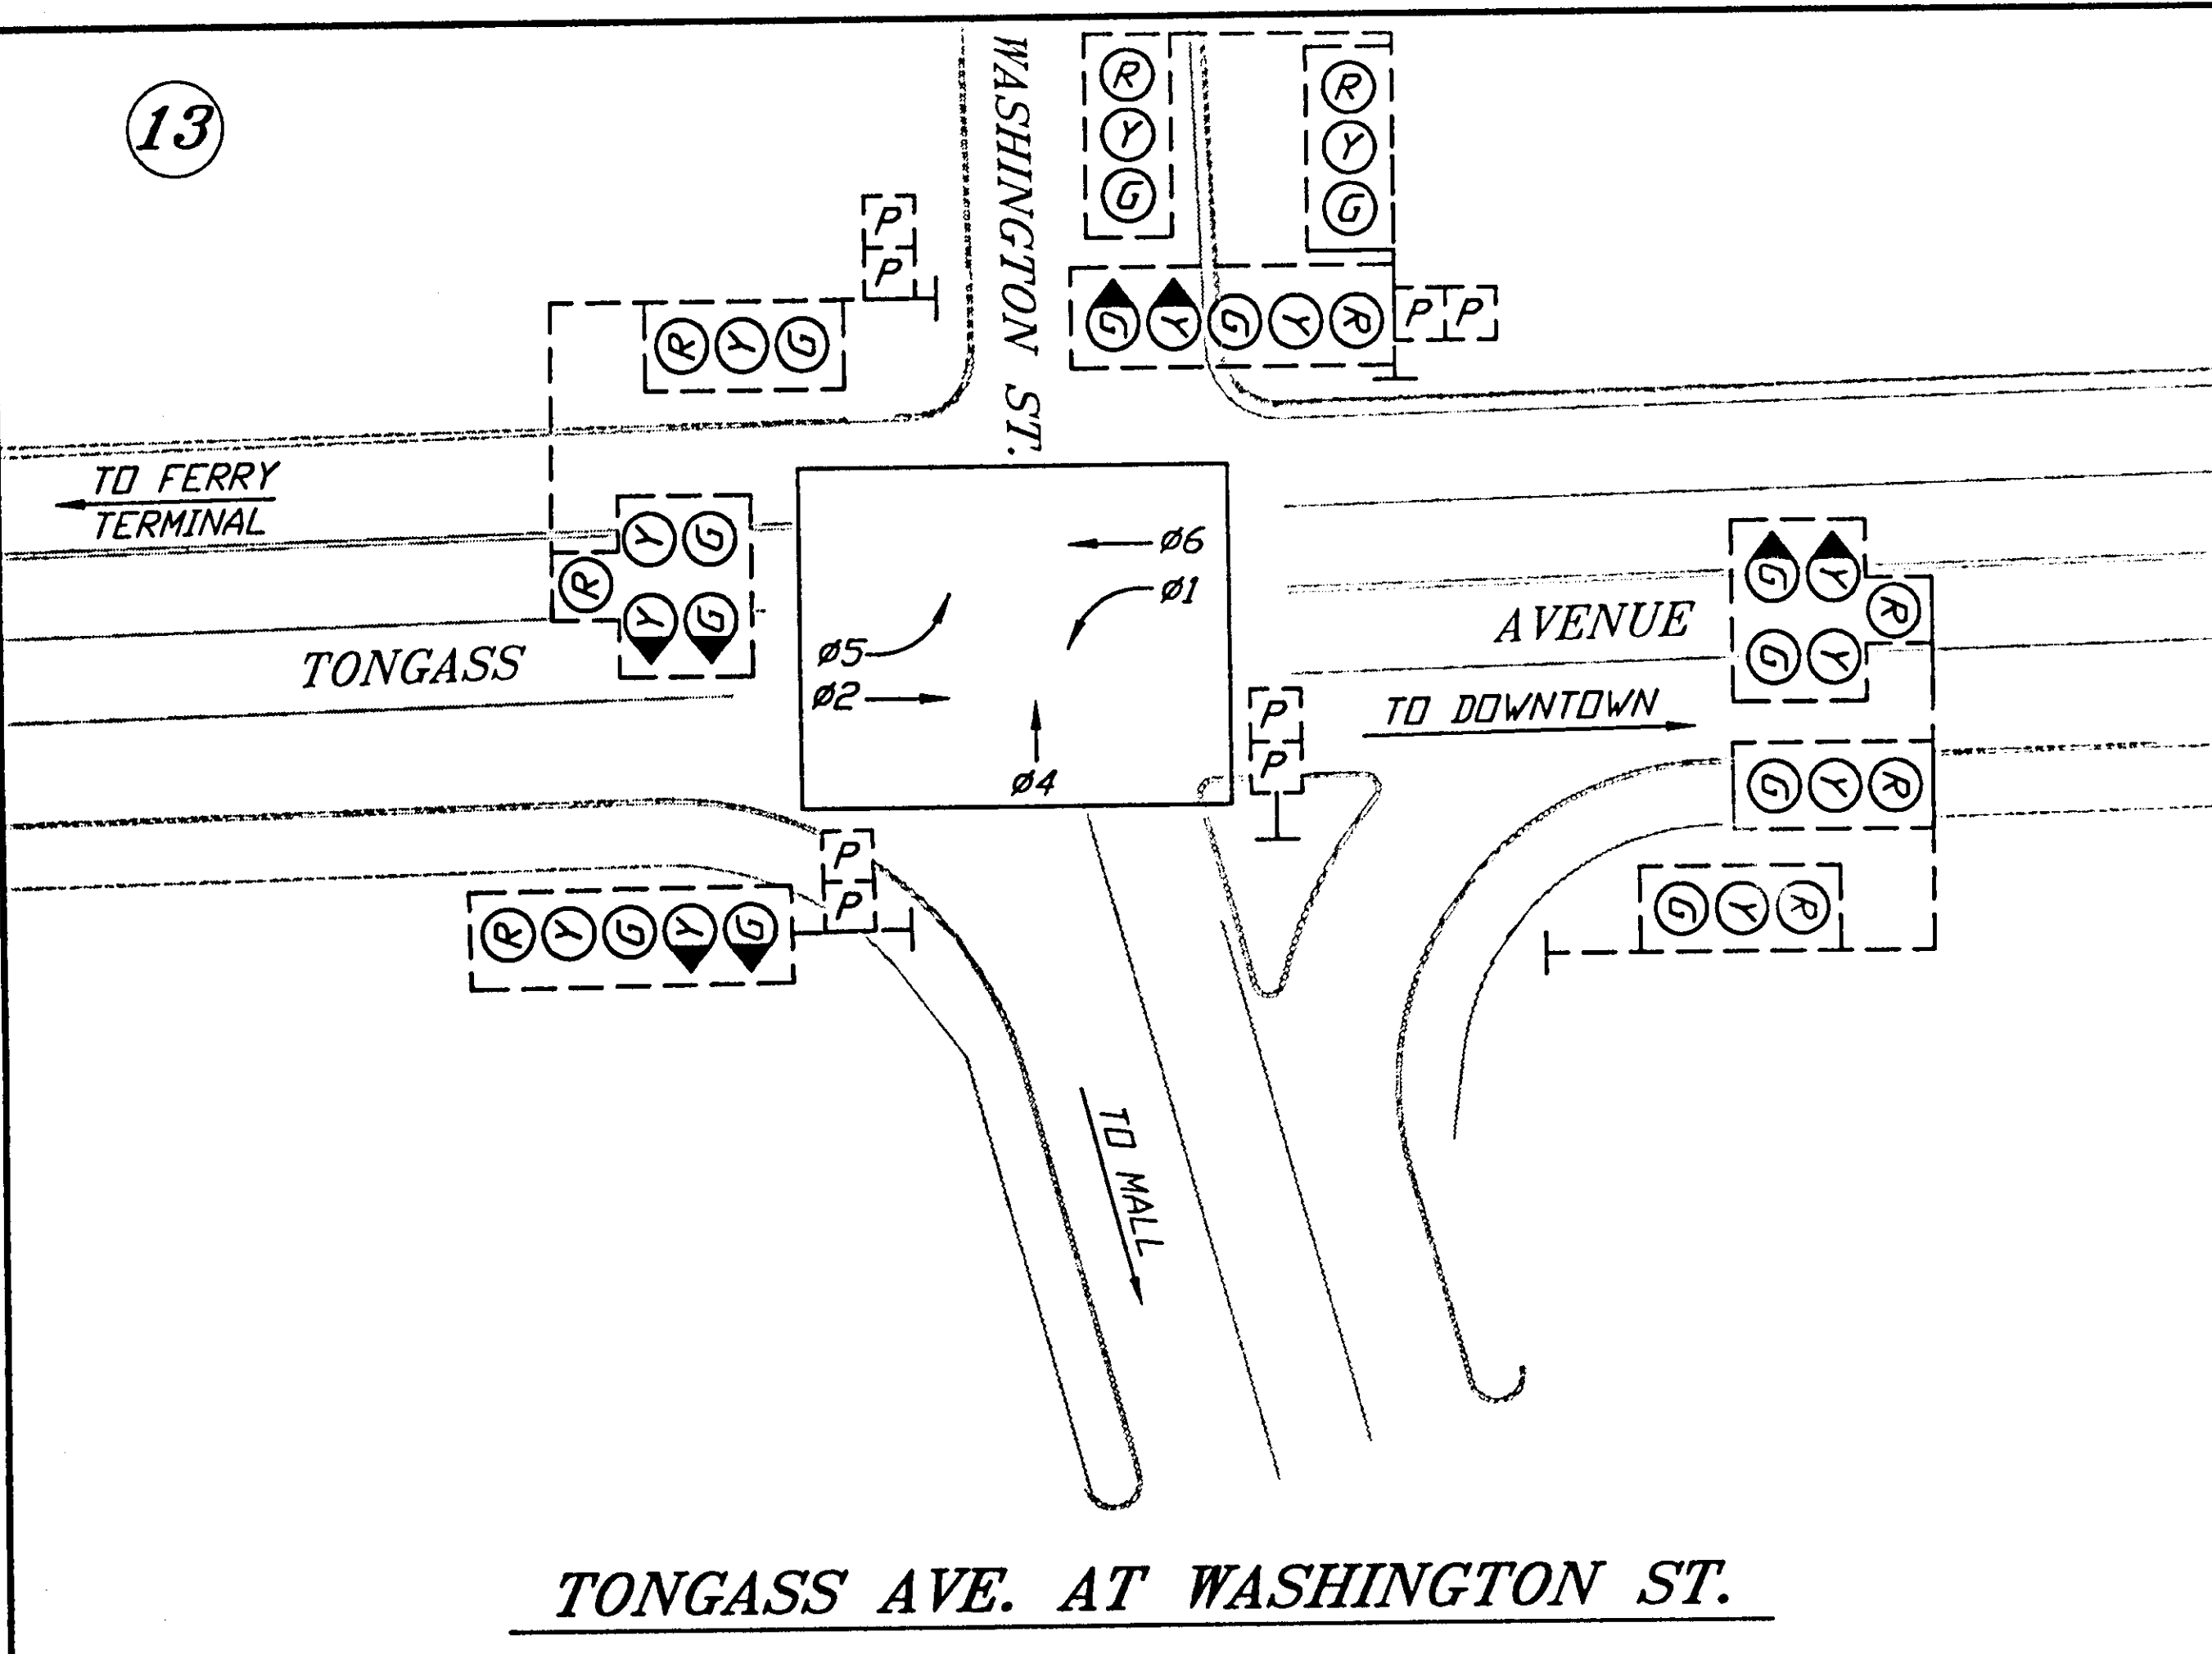 13
WASHINGTON ST.
R
Y
G
R
Y
G
P
P
R Y G
G Y G Y R
P P
TO FERRY
TERMINAL
Y G
R
Y G
TONGASS
ø6
ø1
ø5
ø2
ø4
AVENUE
G Y
R
G Y
TO DOWNTOWN
P
P
G Y R
P
P
R Y G Y G
G Y R
TO MALL
TONGASS AVE. AT WASHINGTON ST.